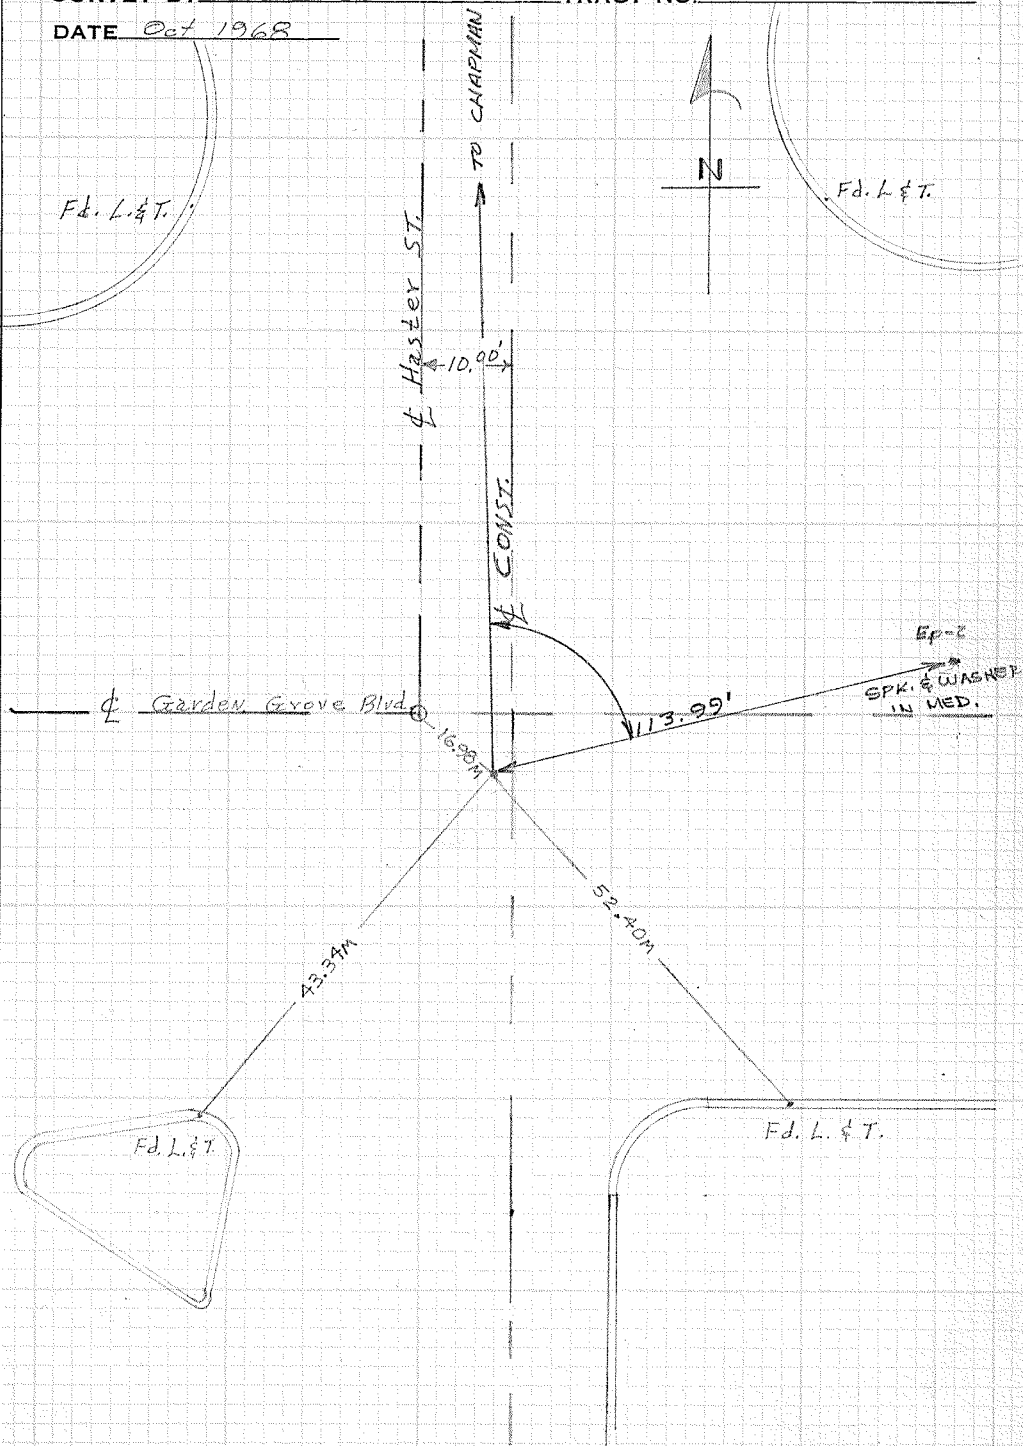 DATE Oct 1968
TO CHAPMAN
N
Fd. L. & T.
Fd. L & T.
℄ Haster ST.
10.00'
℄ CONST.
Ep-2
SPK. & WASHER
IN MED.
℄ Garden Grove Blvd.
113.99'
16.98M
52.40M
43.34M
Fd. L. & T.
Fd. L. & T.